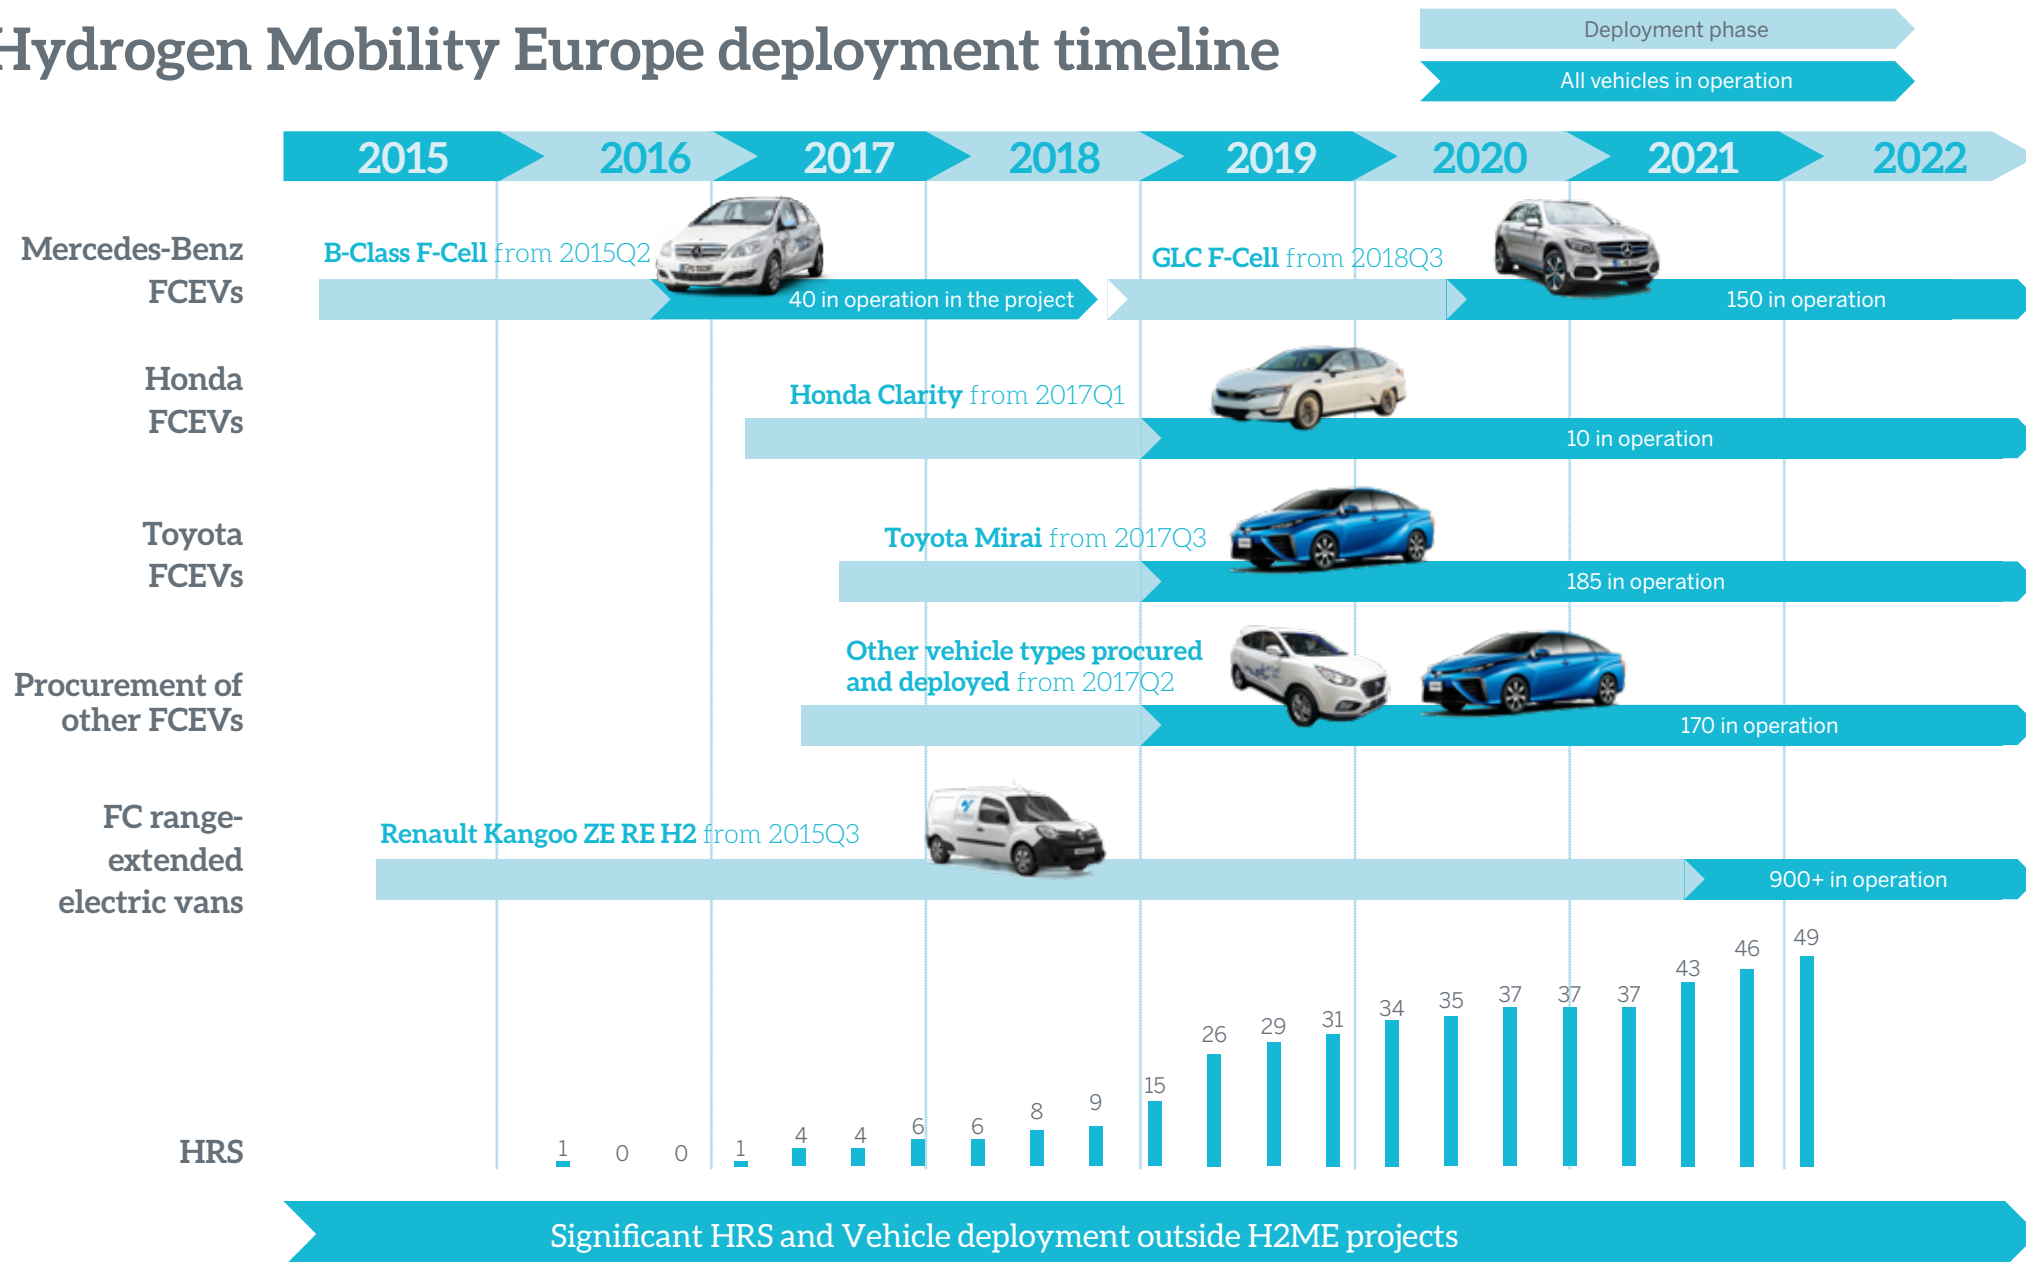 Hydrogen Mobility Europe deployment timeline
Deployment phase
All vehicles in operation
2015 2016 2017 2018 2019 2020 2021 2022
Mercedes-Benz
FCEVs
B-Class F-Cell from 2015Q2
40 in operation in the project
GLC F-Cell from 2018Q3
150 in operation
Honda
FCEVs
Honda Clarity from 2017Q1
10 in operation
Toyota
FCEVs
Toyota Mirai from 2017Q3
185 in operation
Procurement of
other FCEVs
Other vehicle types procured
and deployed from 2017Q2
170 in operation
FC range-
extended
electric vans
Renault Kangoo ZE RE H2 from 2015Q3
900+ in operation
HRS
1 0 0 1 4 4 6 6 8 9 15 26 29 31 34 35 37 37 37 43 46 49
Significant HRS and Vehicle deployment outside H2ME projects